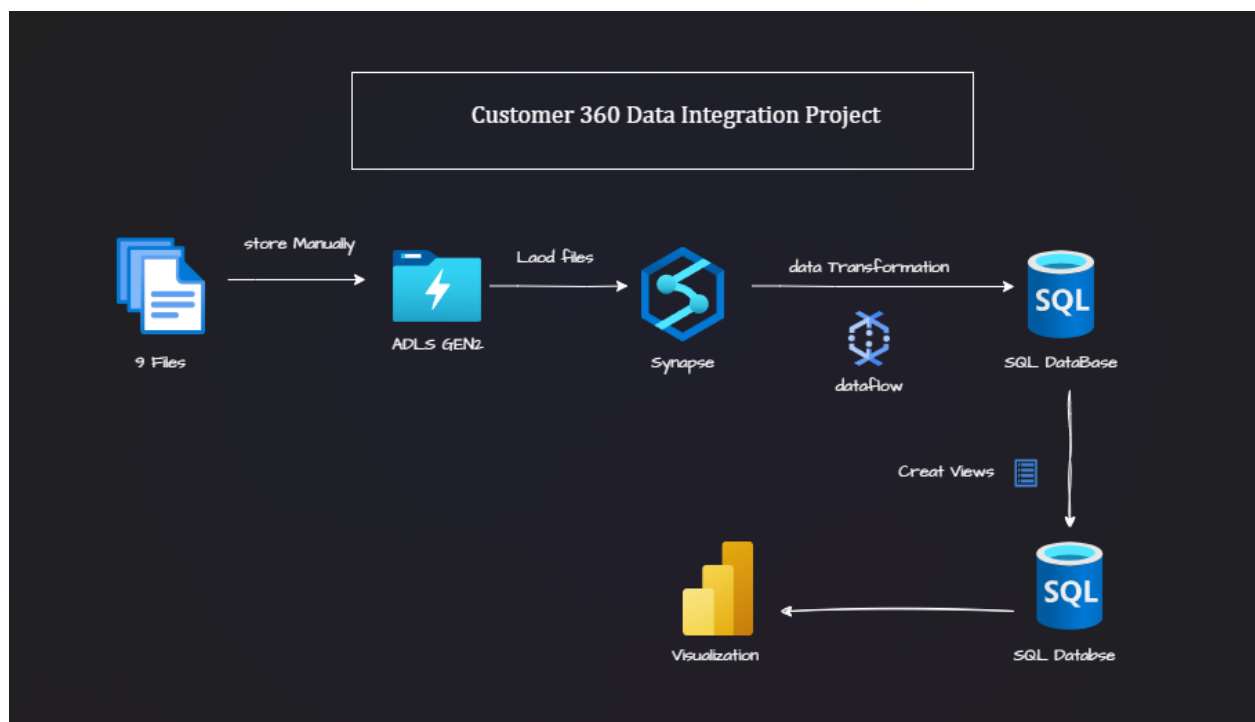 Customer 360 Data Integration Project
store Manually
Laod files
data Transformation
SQL
9 Files
ADLS GEN2
Synapse
dataflow
SQL DataBase
Creat Views
SQL
Visualization
SQL Databse